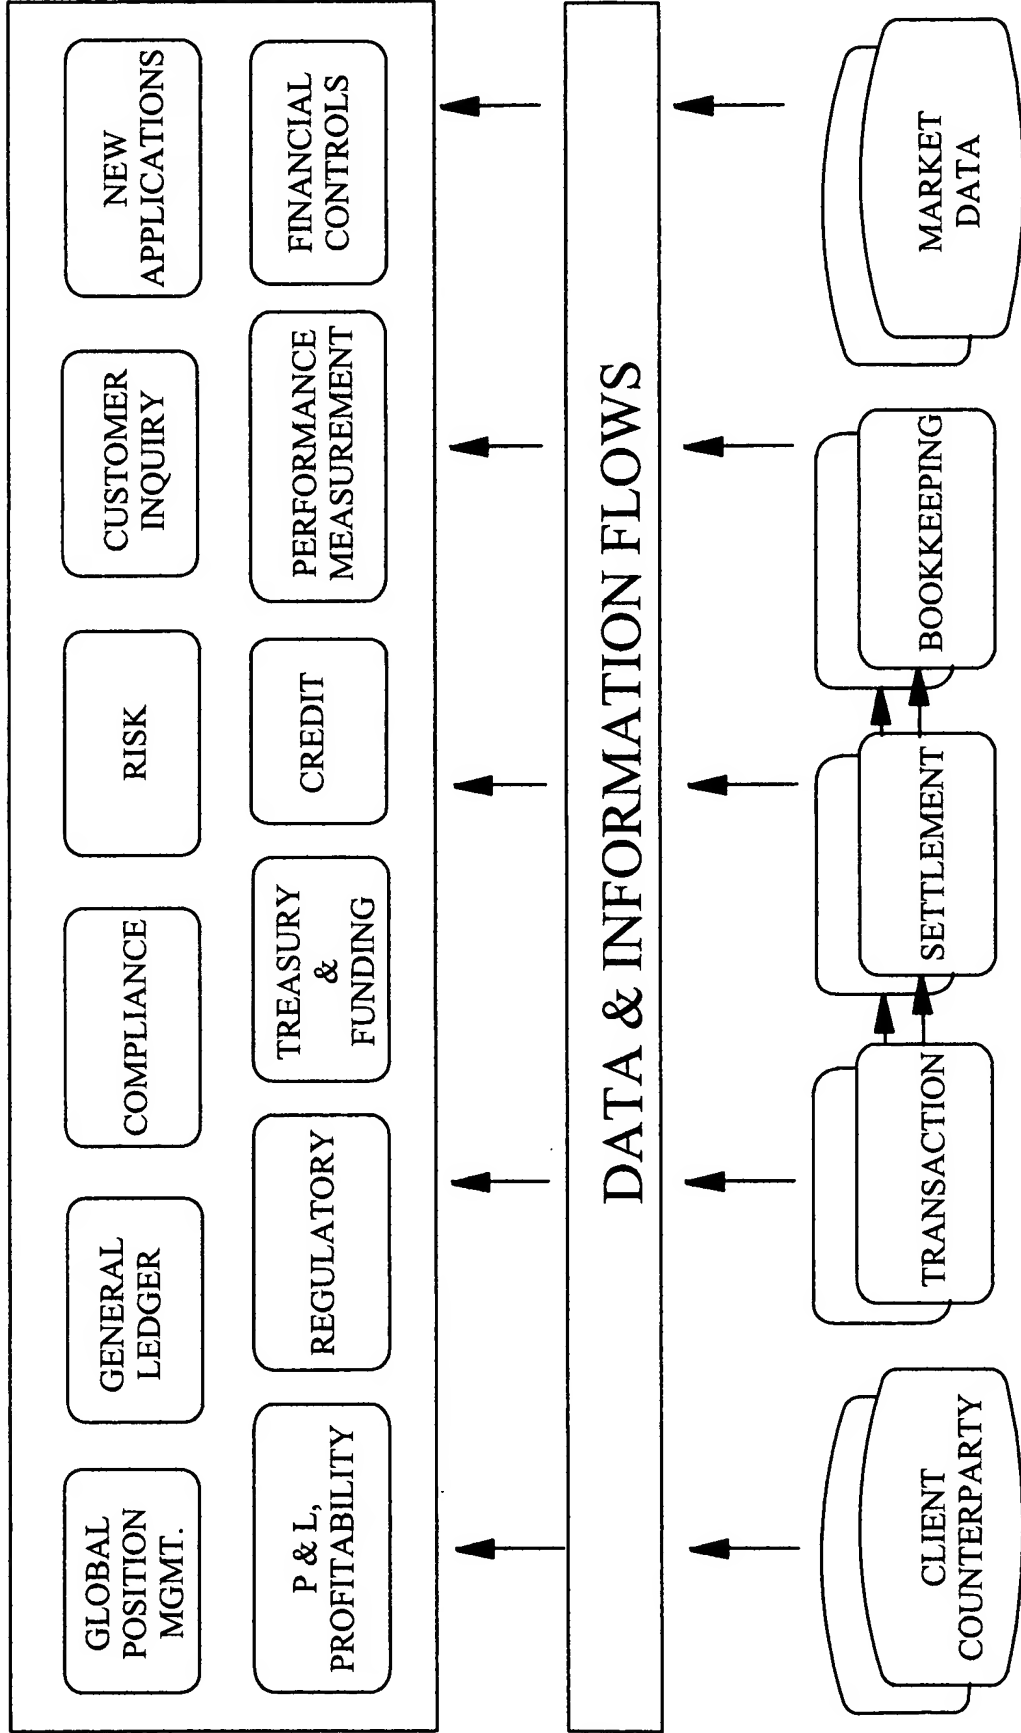 GLOBAL
POSITION
MGMT.
GENERAL
LEDGER
COMPLIANCE
RISK
CUSTOMER
INQUIRY
NEW
APPLICATIONS
P & L,
PROFITABILITY
REGULATORY
TREASURY
&
FUNDING
CREDIT
PERFORMANCE
MEASUREMENT
FINANCIAL
CONTROLS
DATA & INFORMATION FLOWS
CLIENT
COUNTERPARTY
TRANSACTION
SETTLEMENT
BOOKKEEPING
MARKET
DATA